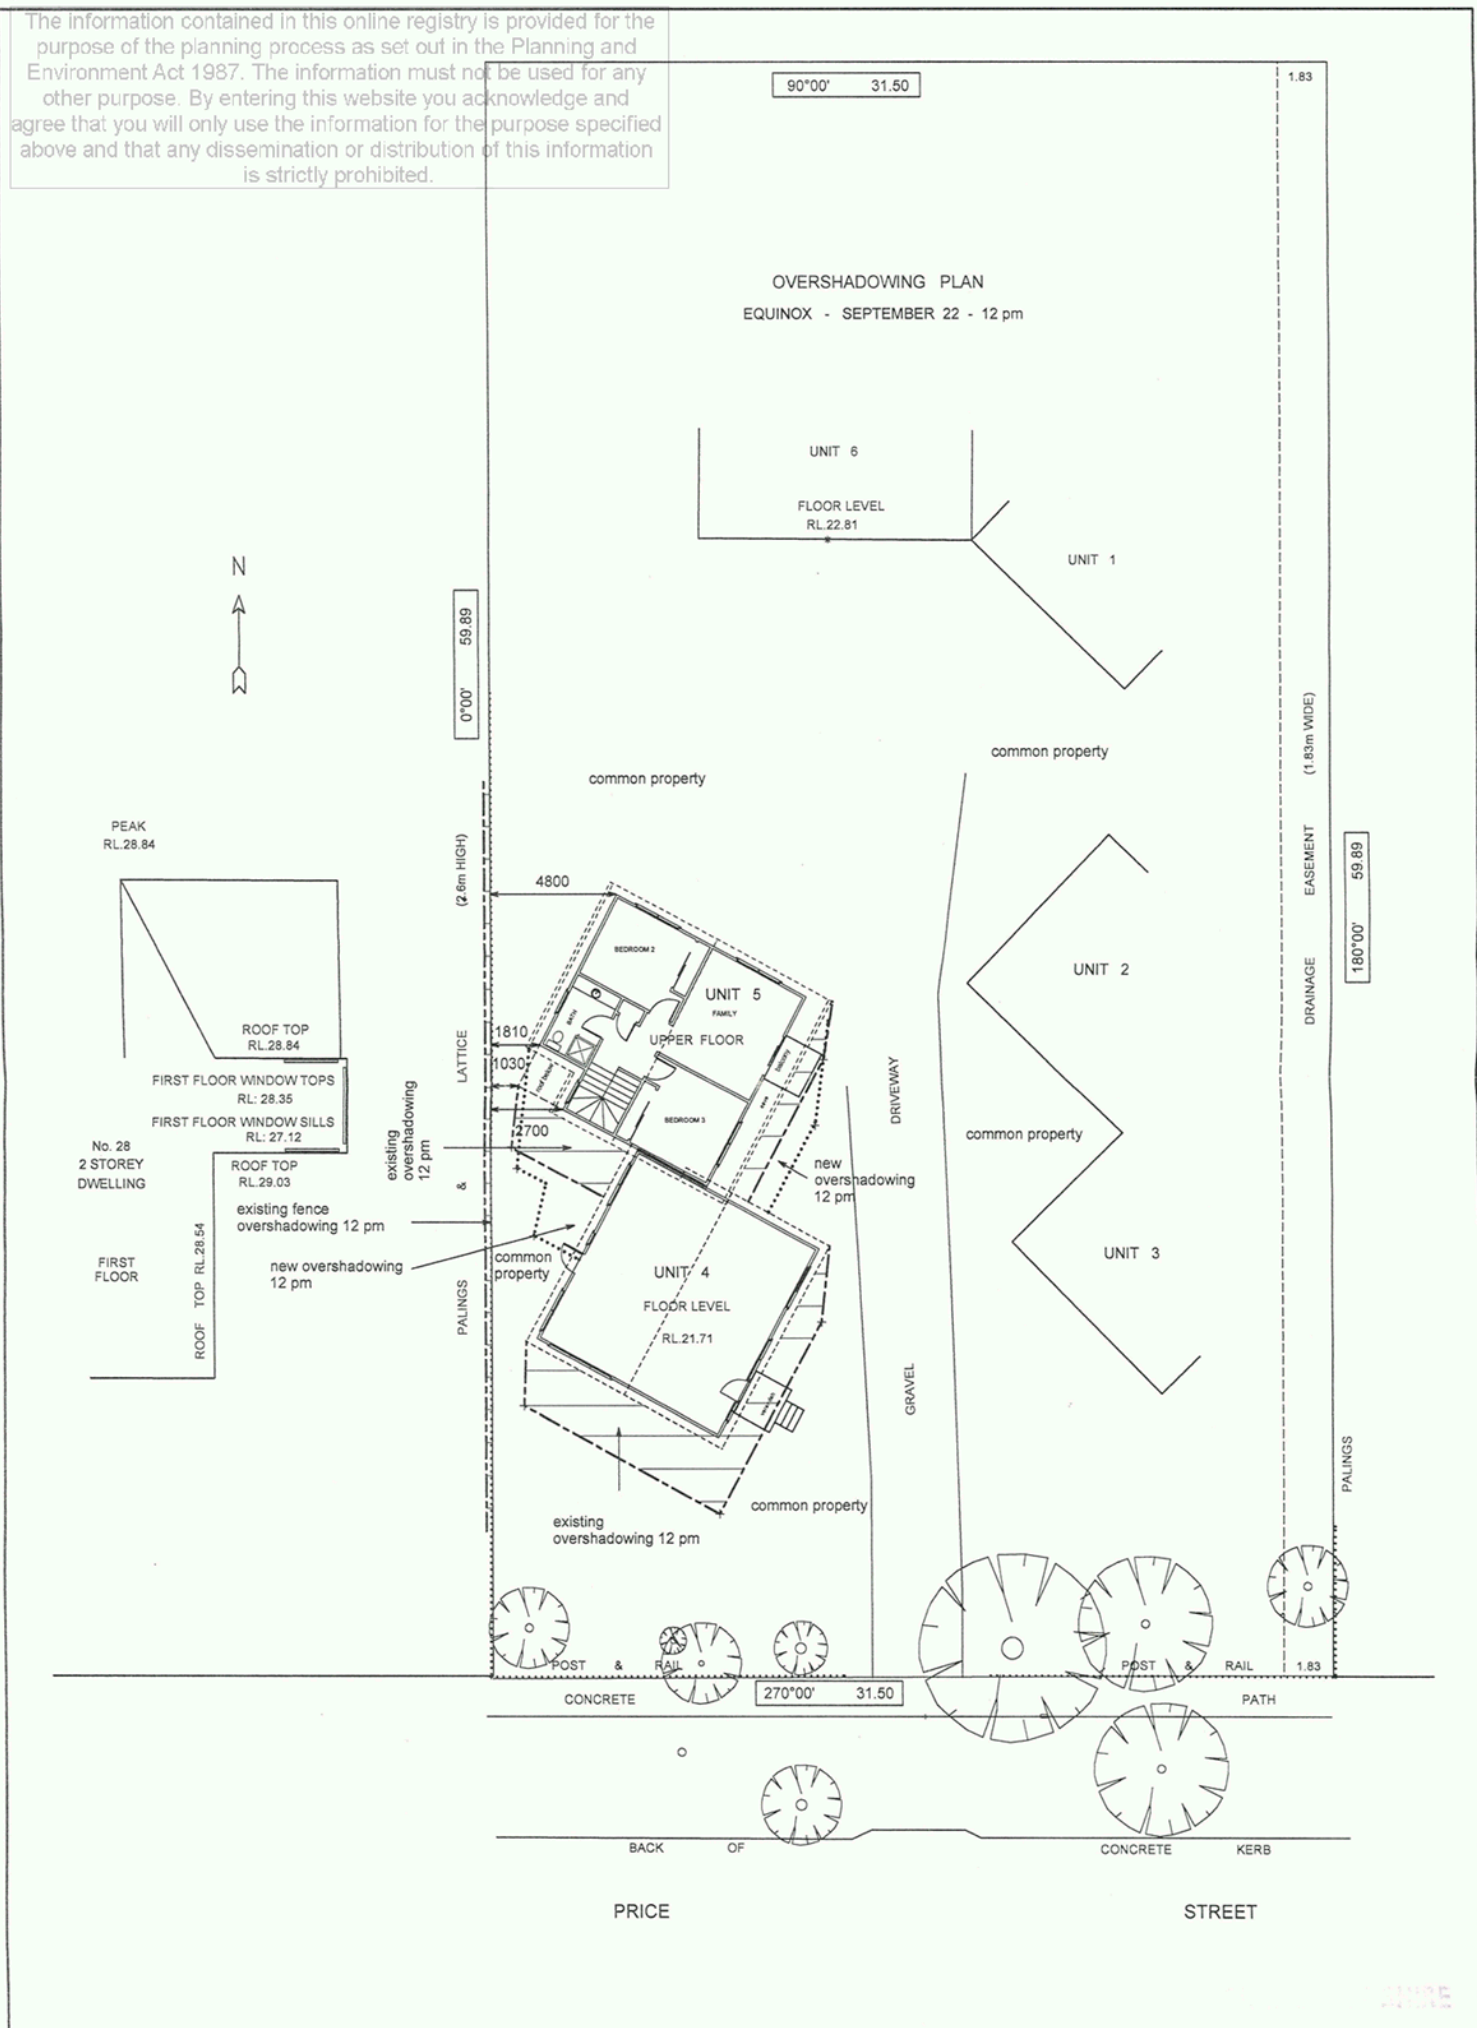 The information contained in this online registry is provided for the
purpose of the planning process as set out in the Planning and
Environment Act 1987. The information must not be used for any
other purpose. By entering this website you acknowledge and
agree that you will only use the information for the purpose specified
above and that any dissemination or distribution of this information
is strictly prohibited.
90°00' 31.50
1.83
OVERSHADOWING PLAN
EQUINOX - SEPTEMBER 22 - 12 pm
UNIT 6
FLOOR LEVEL
RL.22.81
UNIT 1
N
0°00' 59.89
common property
common property
DRAINAGE EASEMENT (1.83m WIDE)
180°00' 59.89
PEAK
RL.28.84
PALINGS & LATTICE (2.6m HIGH)
4800
BEDROOM 2
UNIT 5
FAMILY
UPPER FLOOR
BATH
balcony
eave
BEDROOM 3
roof below
1810
1030
2700
UNIT 2
ROOF TOP
RL.28.84
FIRST FLOOR WINDOW TOPS
RL: 28.35
FIRST FLOOR WINDOW SILLS
RL: 27.12
No. 28
2 STOREY
DWELLING
ROOF TOP
RL.29.03
existing
overshadowing
12 pm
GRAVEL DRIVEWAY
common property
new
overshadowing
12 pm
existing fence
overshadowing 12 pm
new overshadowing
12 pm
common
property
FIRST
FLOOR
ROOF TOP RL.28.54
UNIT 4
FLOOR LEVEL
RL.21.71
verandah
UNIT 3
PALINGS
common property
existing
overshadowing 12 pm
POST & RAIL
POST & RAIL
1.83
CONCRETE
270°00' 31.50
PATH
BACK OF
CONCRETE KERB
PRICE STREET